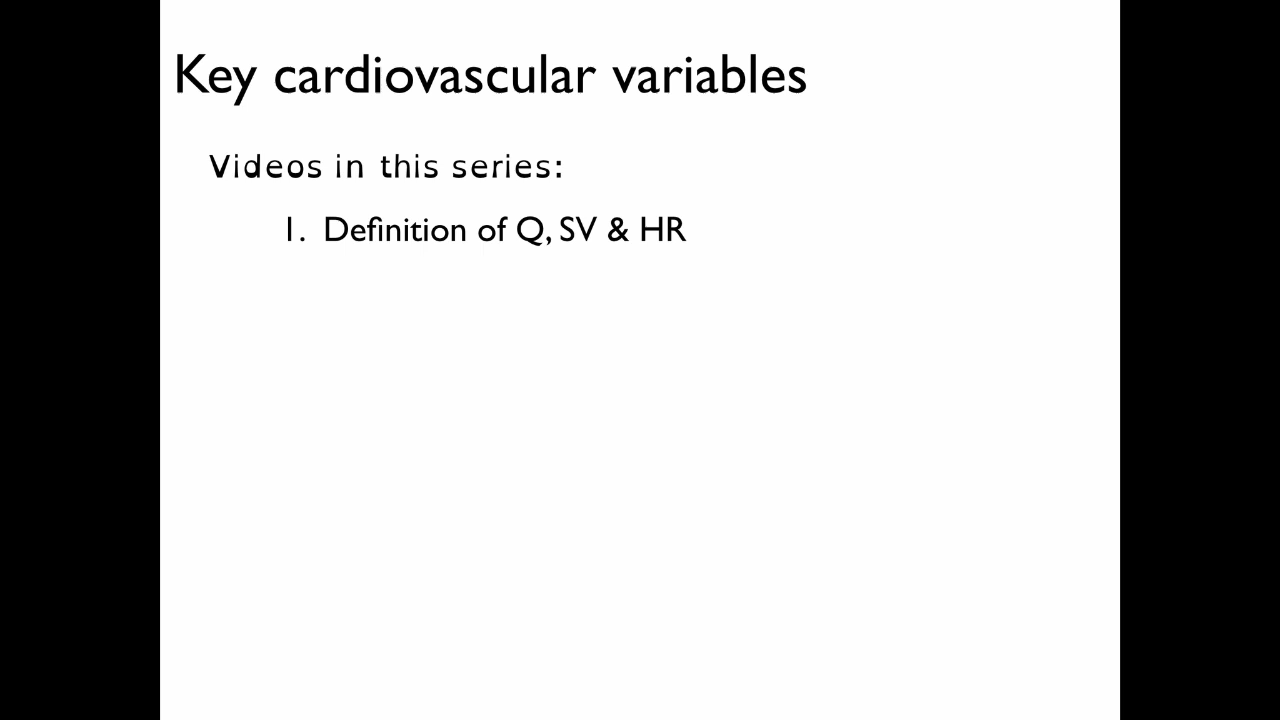 Key cardiovascular variables
Videos in this series:
1. Definition of Q, SV & HR